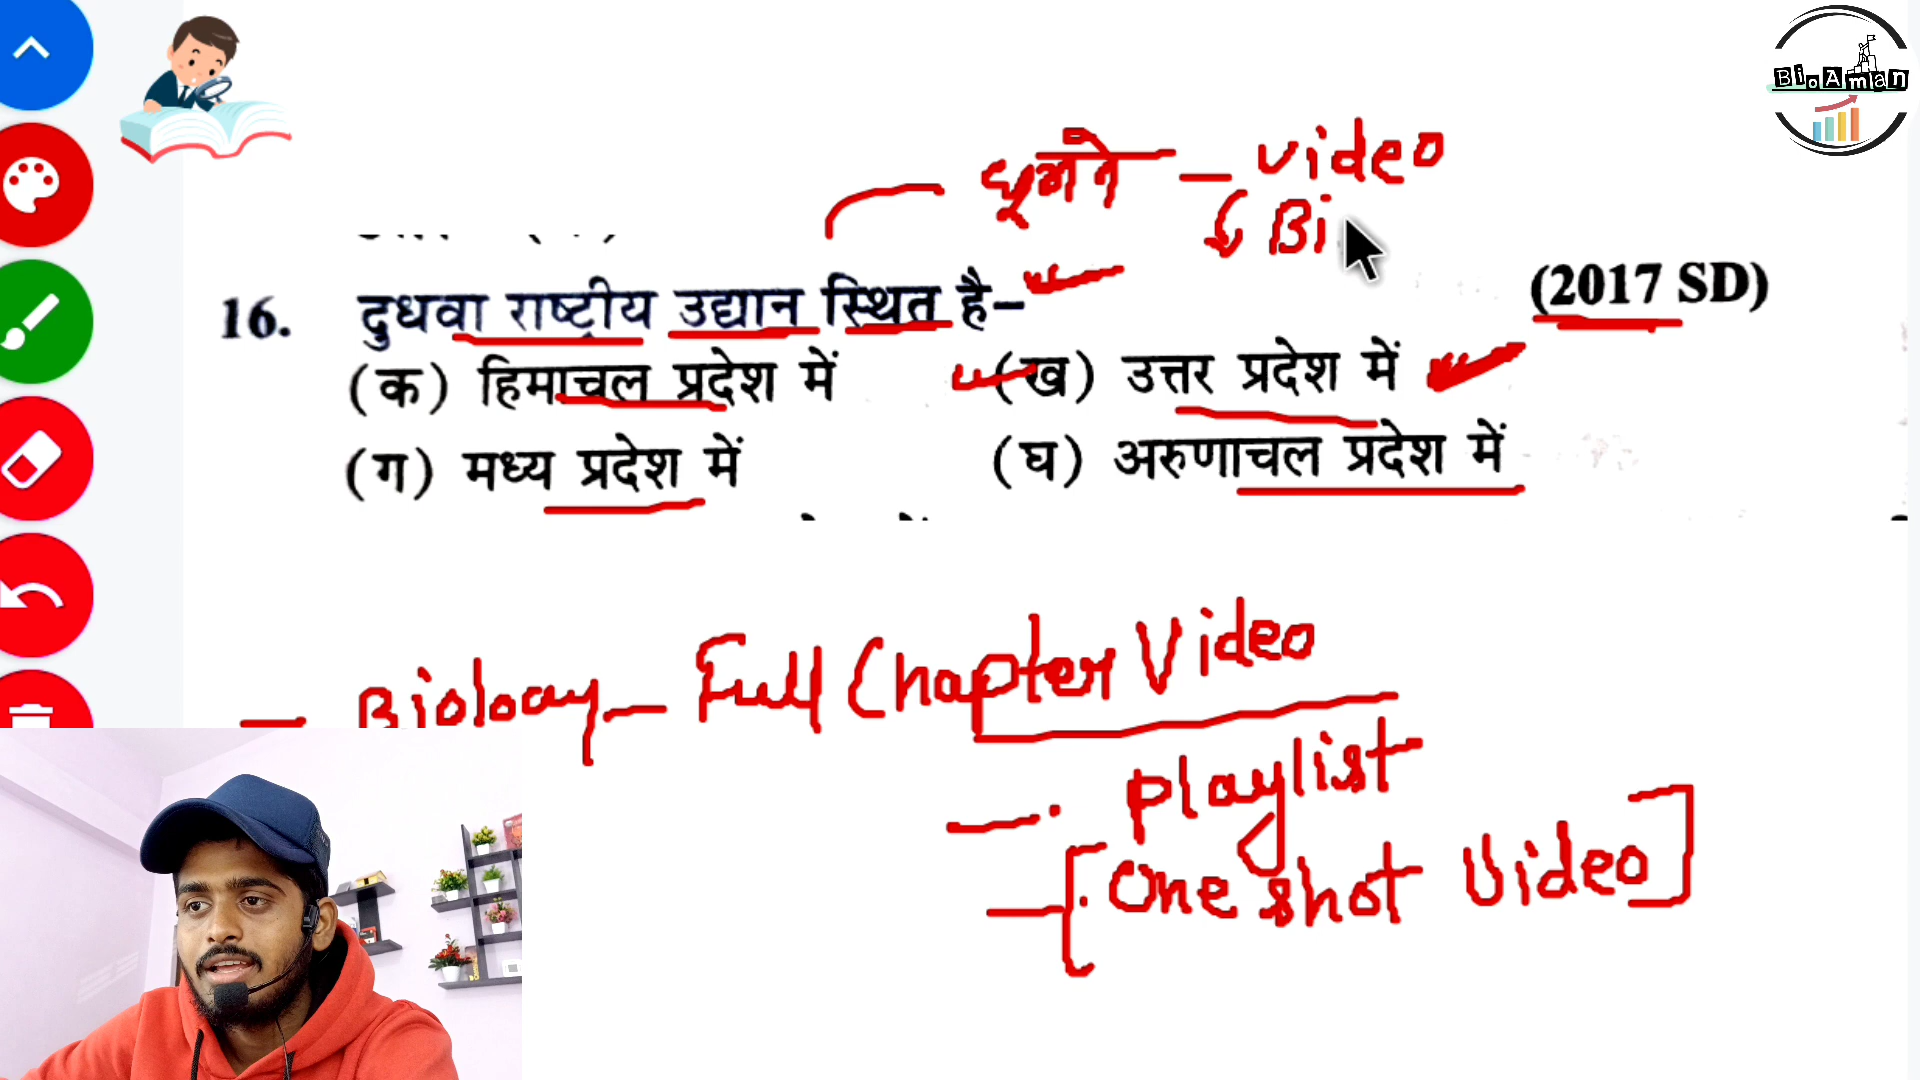 BioAman
घूमने – video
Bi
16. दुधवा राष्ट्रीय उद्यान स्थित है– (2017 SD)
(क) हिमाचल प्रदेश में (ख) उत्तर प्रदेश में
(ग) मध्य प्रदेश में (घ) अरुणाचल प्रदेश में
– Biology – Full Chapter Video
– . Playlist
– [. One shot Video]